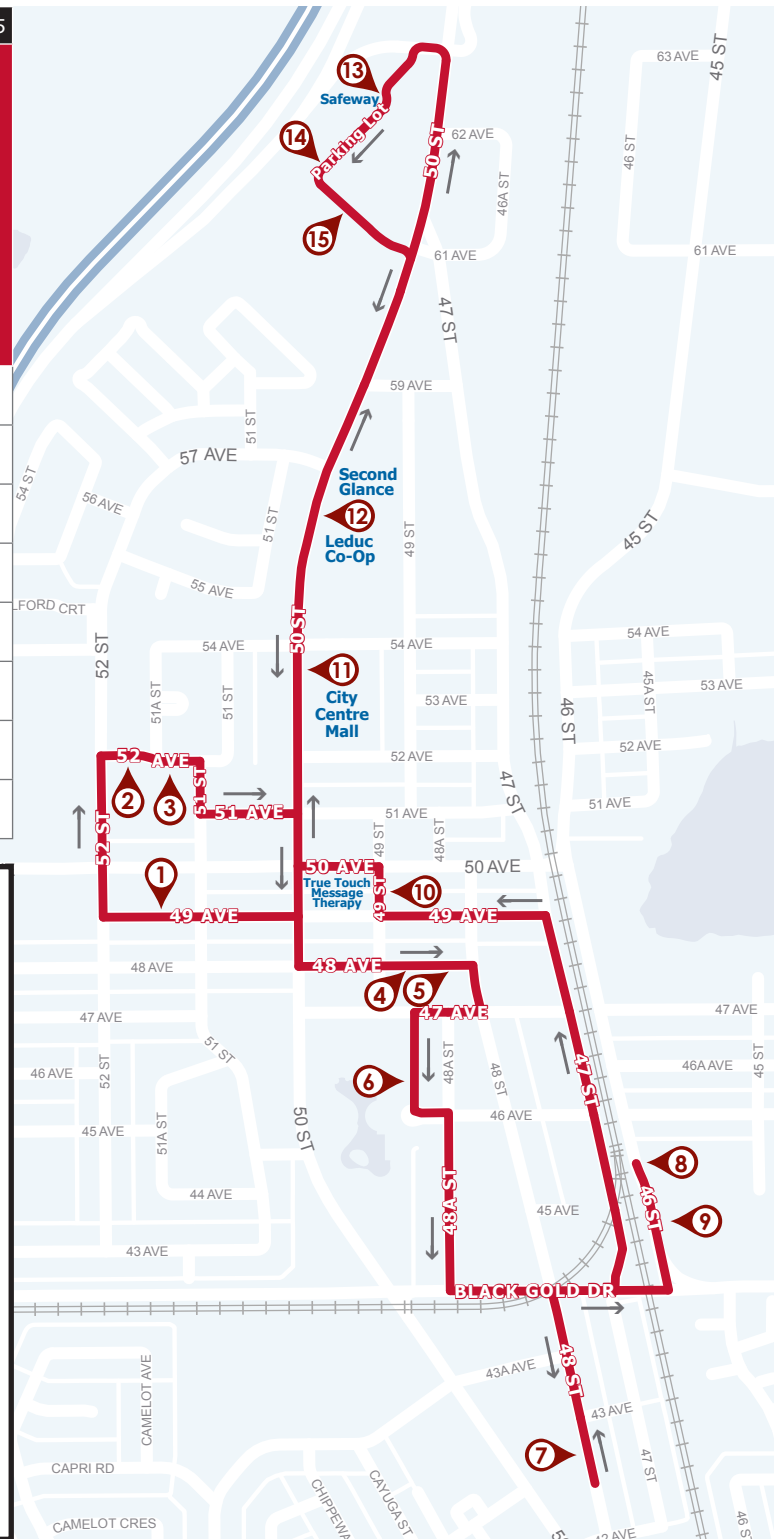 5
63 AVE
45 ST
13
Safeway
14
Parking Lot
50 ST
62 AVE
46 ST
46A ST
15
61 AVE
61 AVE
47 ST
59 AVE
51 ST
57 AVE
54 ST
56 AVE
Second
Glance
12
Leduc
Co-Op
51 ST
49 ST
45 ST
55 AVE
LFORD CRT
50 ST
52 ST
54 AVE
54 AVE
54 AVE
11
City
Centre
Mall
51A ST
51 ST
53 AVE
45A ST
53 AVE
46 ST
52 AVE
52 AVE
52 AVE
47 ST
2
3
51 ST
51 AVE
51 AVE
51 AVE
52 ST
49 ST
48A ST
1
50 AVE
50 AVE
True Touch
Message
Therapy
49 ST
10
49 AVE
49 AVE
48 AVE
48 AVE
4
5
47 AVE
47 AVE
47 AVE
51 ST
46 AVE
52 ST
6
48A ST
48 ST
47 ST
46A AVE
45 ST
50 ST
46 AVE
45 AVE
51A ST
8
44 AVE
48A ST
45 AVE
46 ST
9
43 AVE
BLACK GOLD DR
48 ST
43A AVE
CAMELOT AVE
43 AVE
7
47 ST
CAPRI RD
CAYUGA ST
CHIPPEWA
CAMELOT CRES
46 S